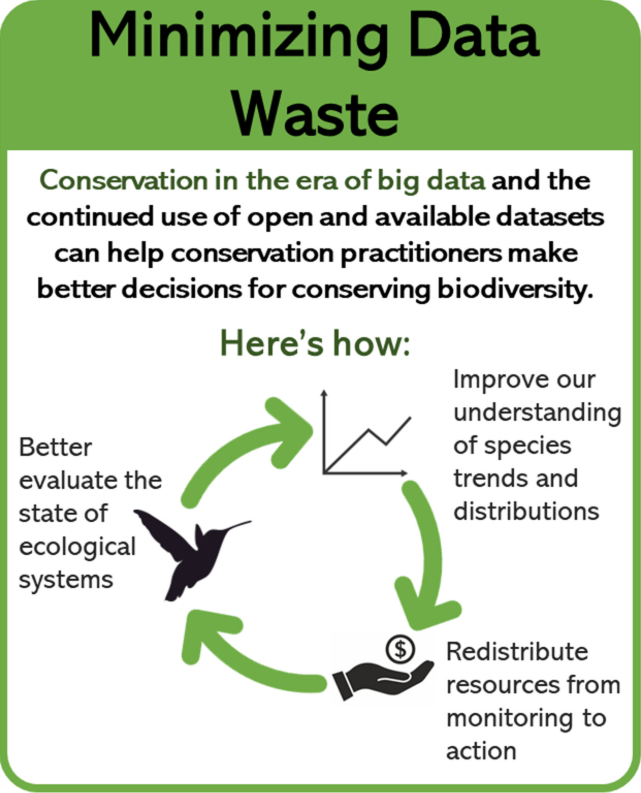 Minimizing Data
Waste
Conservation in the era of big data and the
continued use of open and available datasets
can help conservation practitioners make
better decisions for conserving biodiversity.
Here's how:
Improve our
understanding
of species
trends and
distributions
Better
evaluate the
state of
ecological
systems
$
Redistribute
resources from
monitoring to
action